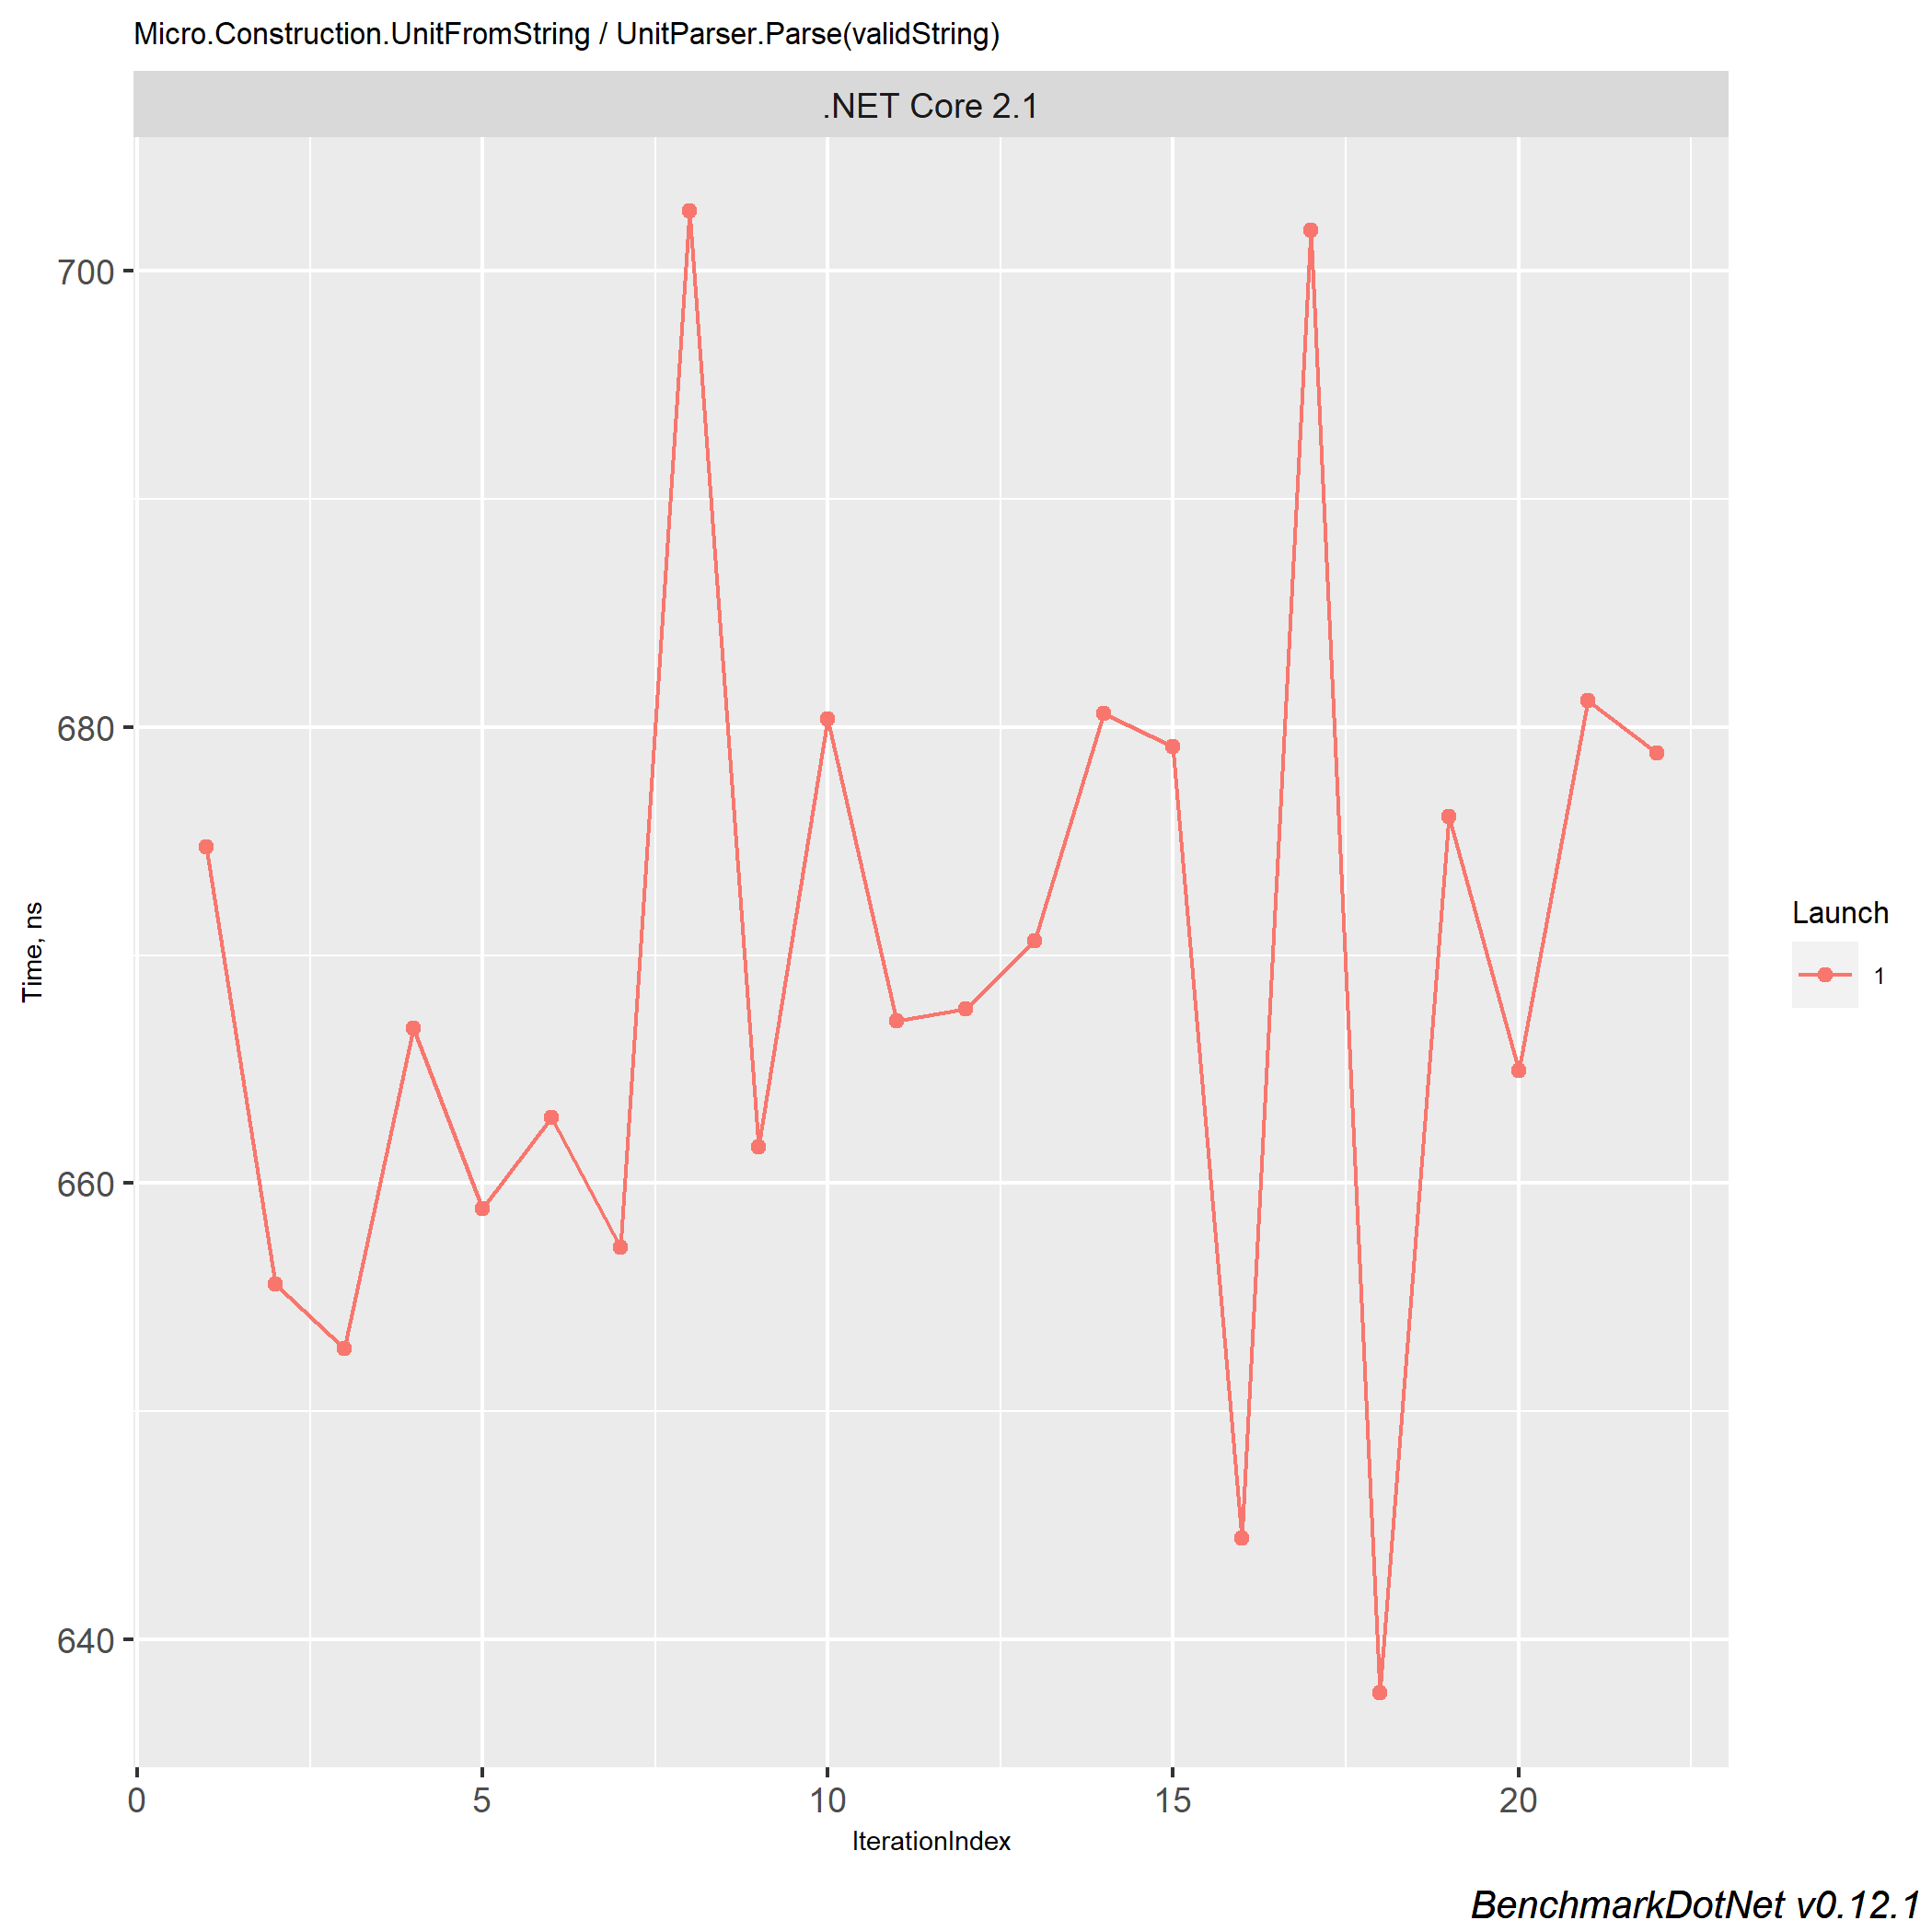 Micro.Construction.UnitFromString / UnitParser.Parse(validString)
.NET Core 2.1
700
680
660
640
Time, ns
0 5 10 15 20
IterationIndex
Launch
1
BenchmarkDotNet v0.12.1